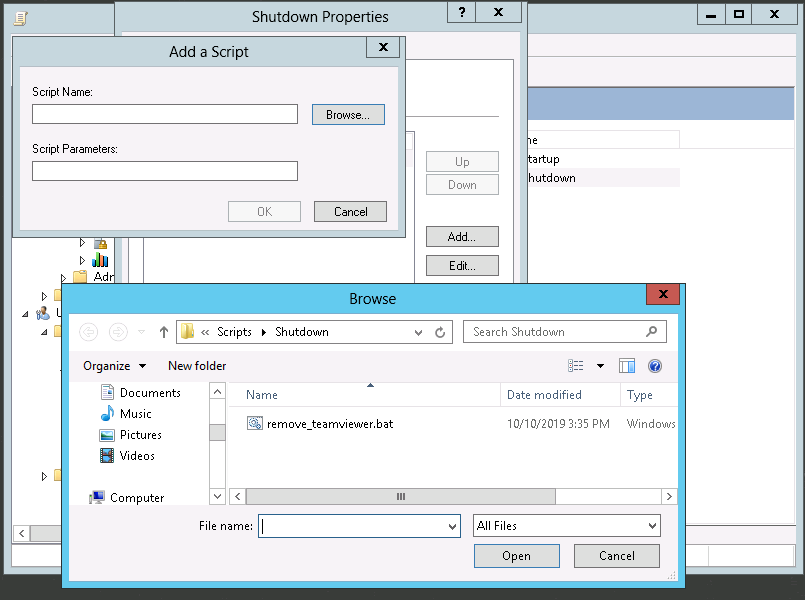 Shutdown Properties
?
Add a Script
Script Name:
Browse...
Script Parameters:
OK
Cancel
Up
Down
Add...
Edit...
me
tartup
hutdown
Adr
Browse
« Scripts Shutdown
Search Shutdown
Organize
New folder
Documents
Music
Pictures
Videos
Computer
Name
Date modified
Type
remove_teamviewer.bat
10/10/2019 3:35 PM
Windows
File name:
All Files
Open
Cancel